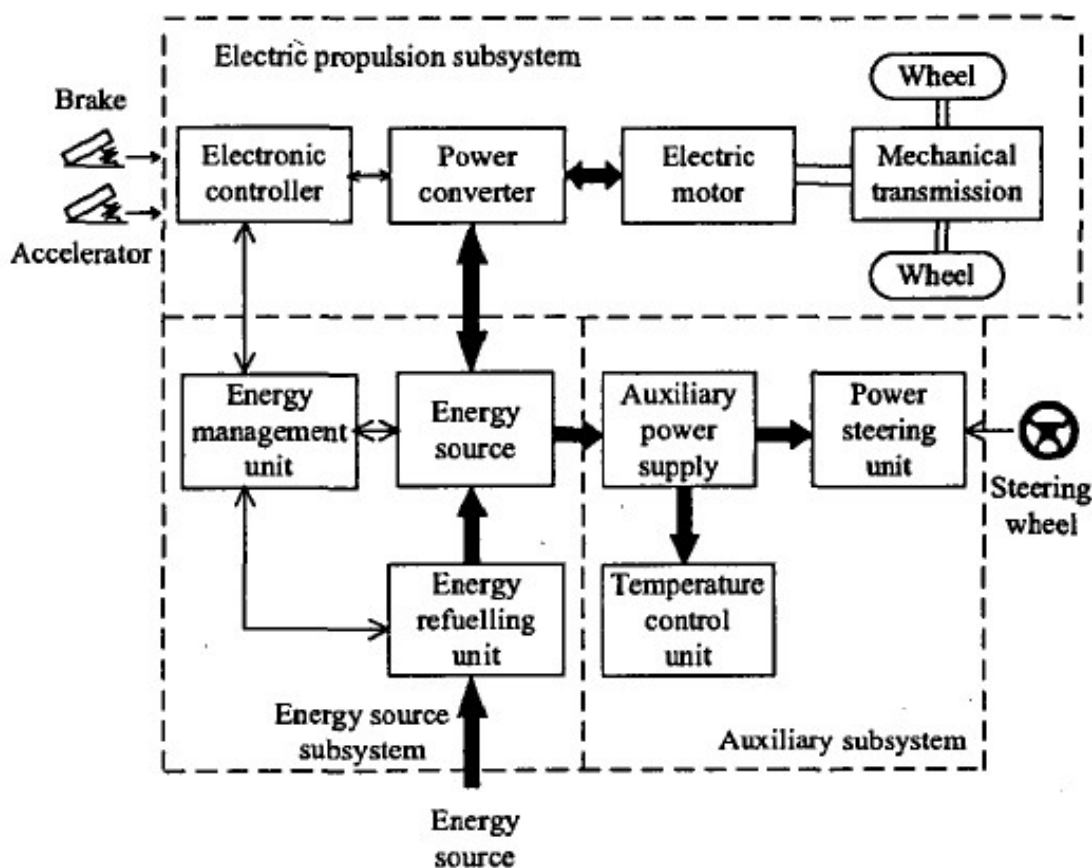 Electric propulsion subsystem
Brake
Accelerator
Electronic
controller
Power
converter
Electric
motor
Wheel
Mechanical
transmission
Wheel
Energy
management
unit
Energy
source
Auxiliary
power
supply
Power
steering
unit
Steering
wheel
Energy
refuelling
unit
Temperature
control
unit
Energy source
subsystem
Auxiliary subsystem
Energy
source